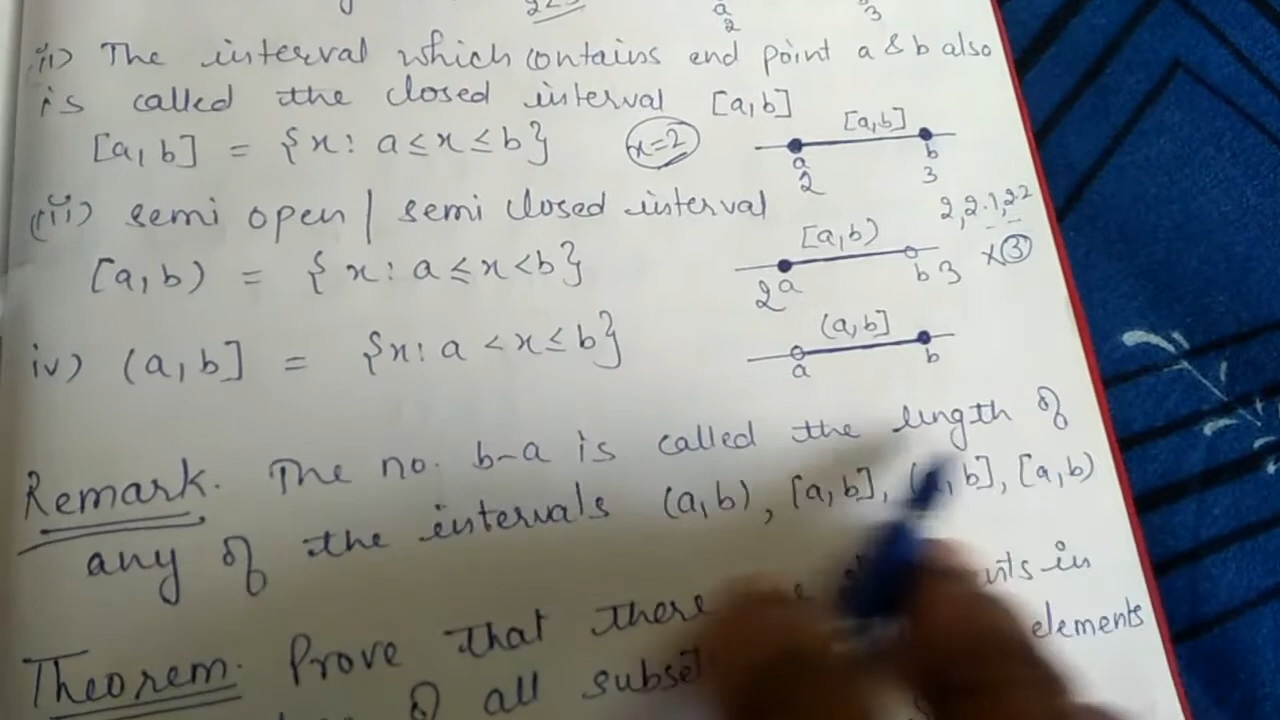 ii) The interval which contains end point a & b also
is called the closed interval [a,b]
[a,b] = {x: a≤x≤b} x=2
[a,b]
a b
2 3
(iii) semi open | semi closed interval
[a,b) = {x: a≤x<b}
[a,b) 2, 2.1, 2.2
2 a b 3 ×③
iv) (a,b] = {x: a<x≤b}
(a,b]
a b
Remark. The no. b-a is called the length of
any of the intervals (a,b), [a,b], (a,b], [a,b)
Theorem. Prove that there in
of all elements